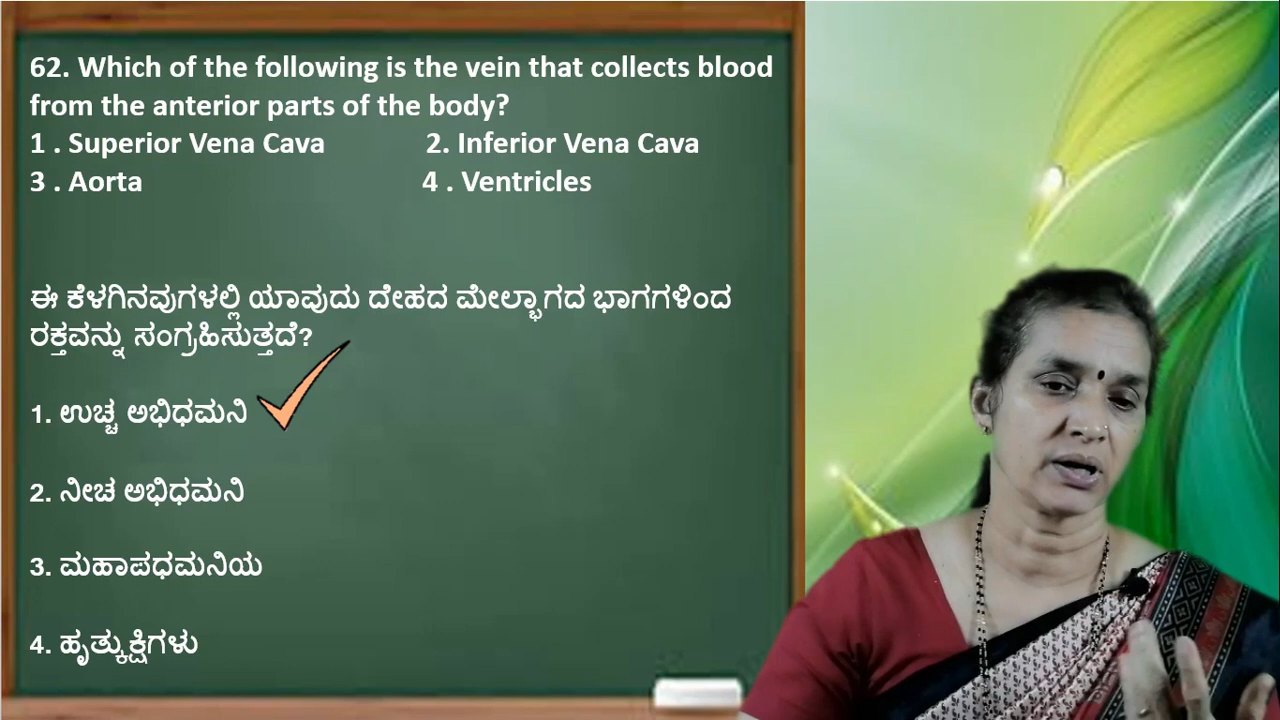 62. Which of the following is the vein that collects blood
from the anterior parts of the body?
1 . Superior Vena Cava 2. Inferior Vena Cava
3 . Aorta 4 . Ventricles
ಈ ಕೆಳಗಿನವುಗಳಲ್ಲಿ ಯಾವುದು ದೇಹದ ಮೇಲ್ಭಾಗದ ಭಾಗಗಳಿಂದ
ರಕ್ತವನ್ನು ಸಂಗ್ರಹಿಸುತ್ತದೆ?
1. ಉಚ್ಚ ಅಭಿಧಮನಿ
2. ನೀಚ ಅಭಿಧಮನಿ
3. ಮಹಾಪಧಮನಿಯ
4. ಹೃತ್ಕುಕ್ಷಿಗಳು